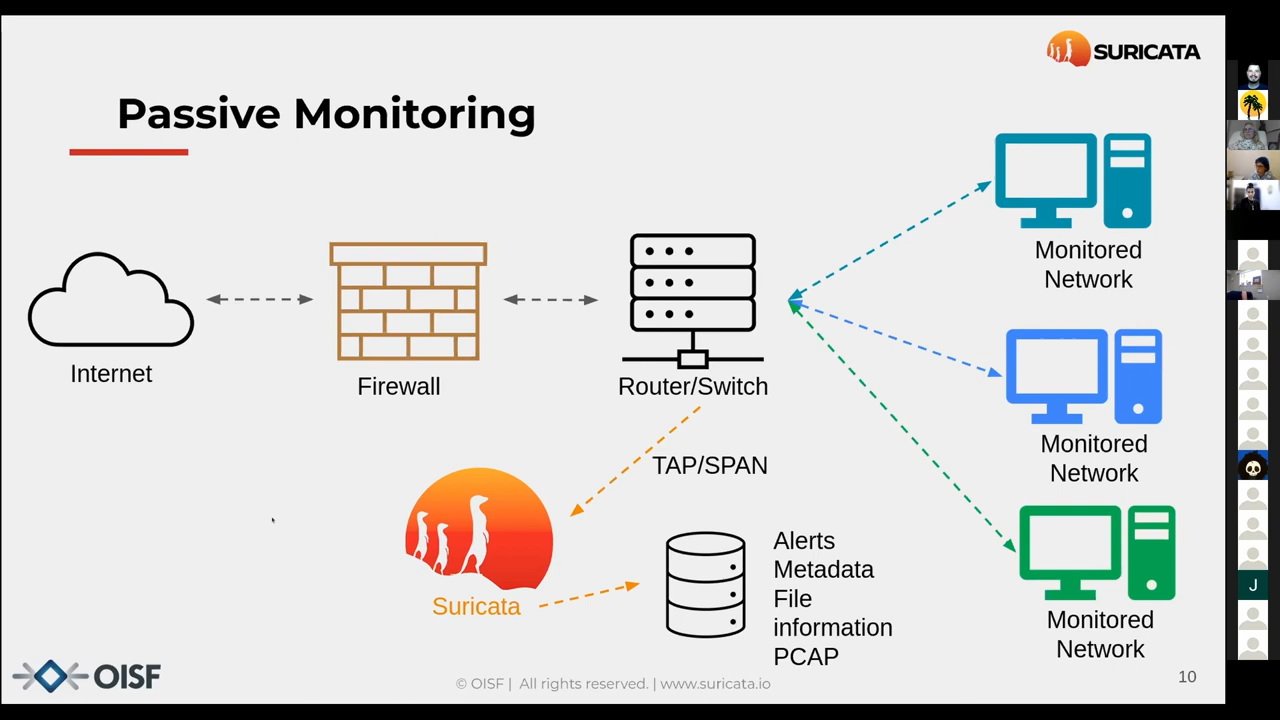 SURICATA
Passive Monitoring
Monitored
Network
Internet
Firewall
Router/Switch
Monitored
Network
TAP/SPAN
Suricata
Alerts
Metadata
File
information
PCAP
Monitored
Network
OISF
© OISF | All rights reserved. | www.suricata.io
10
J